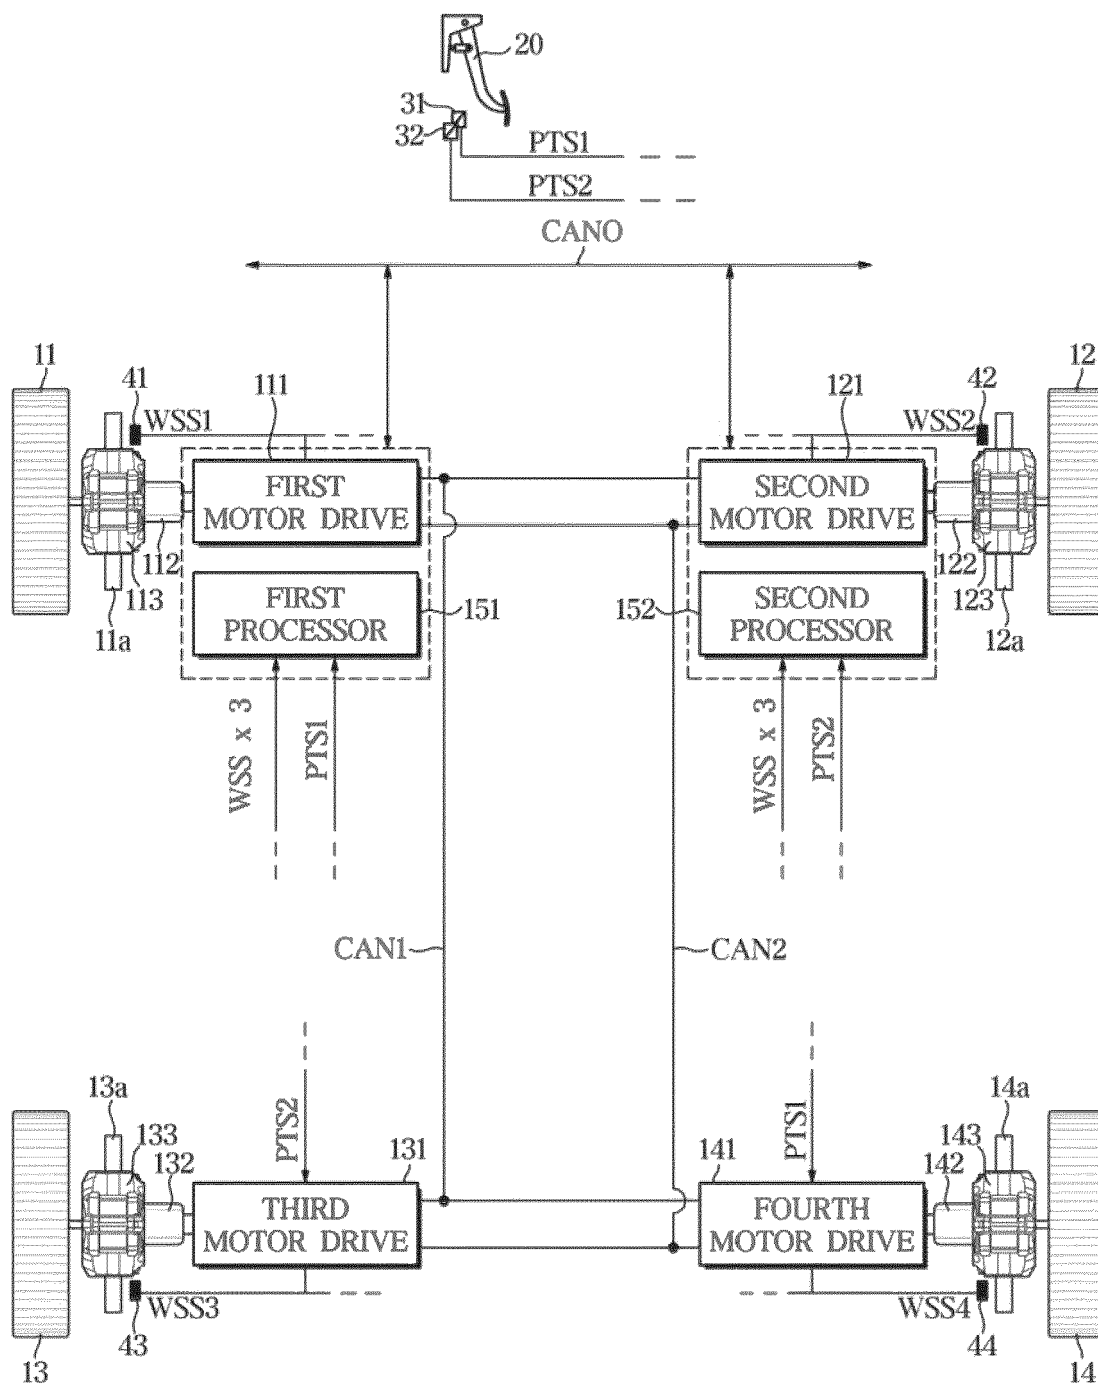 20
31
32
PTS1
PTS2
CANO
11
41
WSS1
111
121
WSS2
42
12
FIRST
MOTOR DRIVE
SECOND
MOTOR DRIVE
112
113
11a
122
123
12a
FIRST
PROCESSOR
151
152
SECOND
PROCESSOR
WSS x 3
PTS1
WSS x 3
PTS2
CAN1
CAN2
13a
133
132
PTS2
131
141
PTS1
14a
143
142
THIRD
MOTOR DRIVE
FOURTH
MOTOR DRIVE
WSS3
43
13
WSS4
44
14